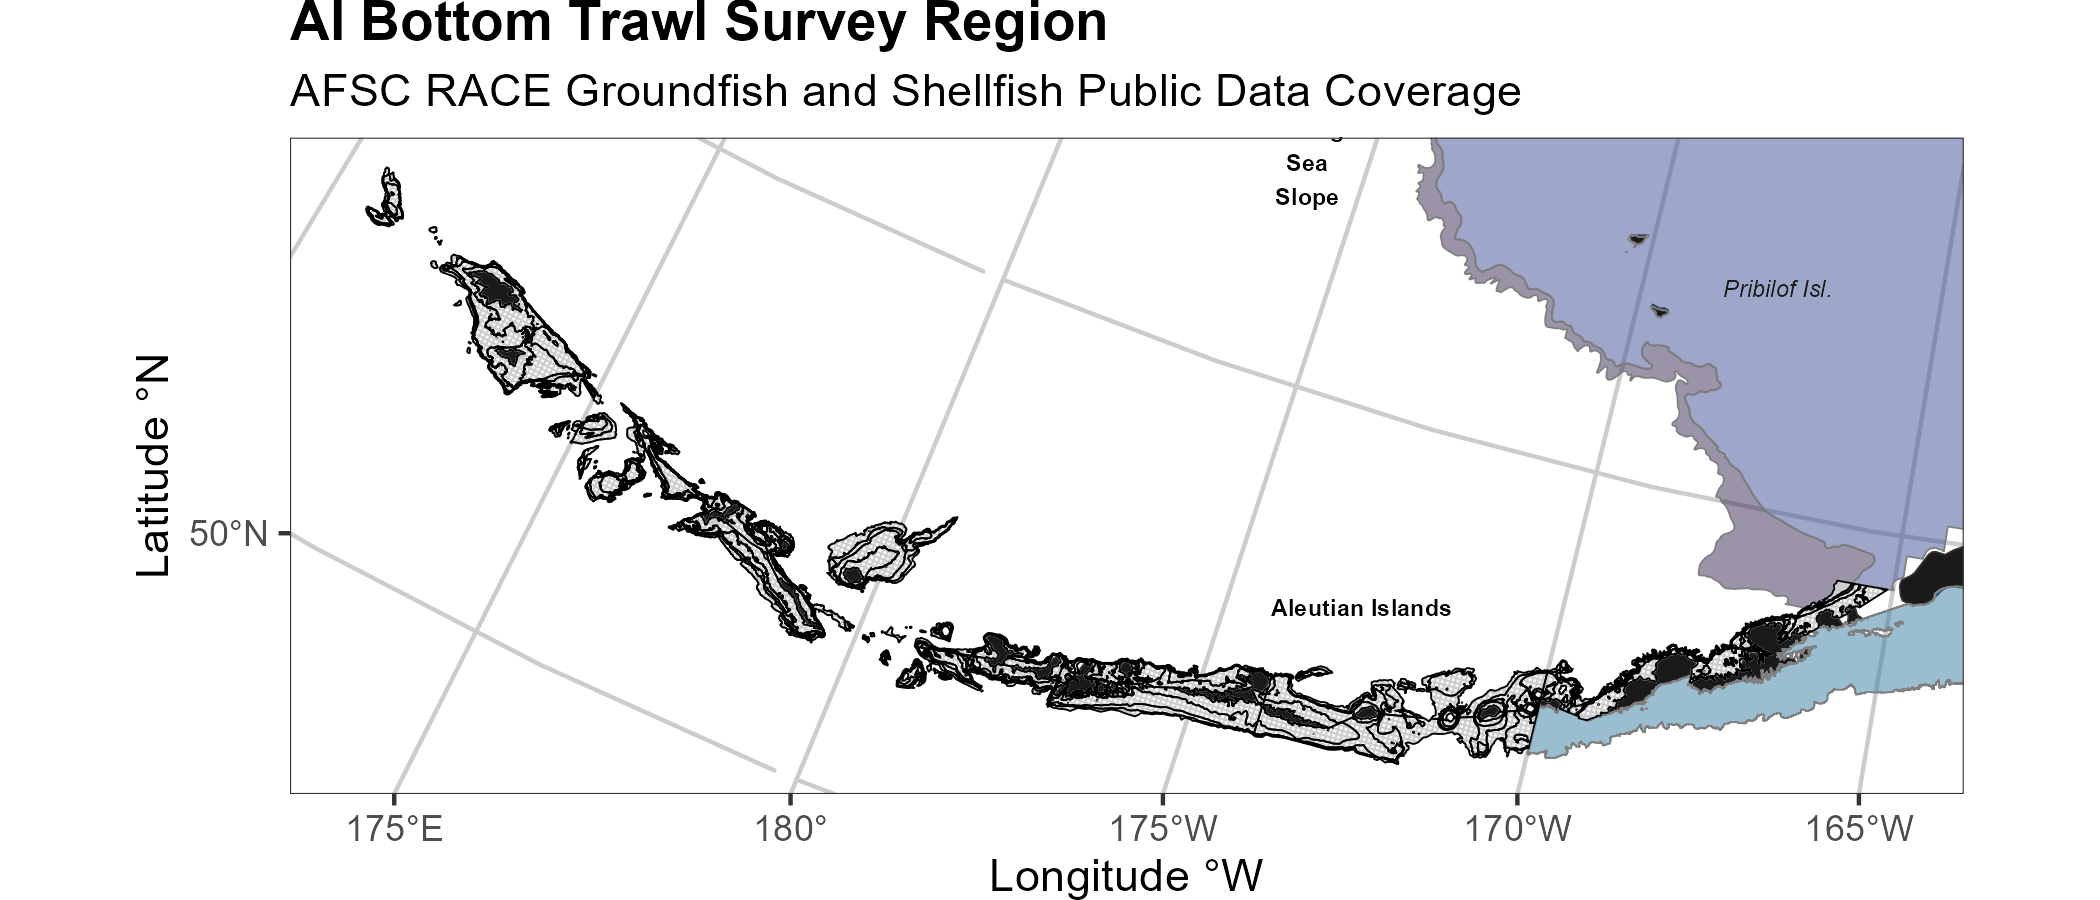 AI Bottom Trawl Survey Region
AFSC RACE Groundfish and Shellfish Public Data Coverage
Sea
Slope
Pribilof Isl.
Latitude °N
50°N
Aleutian Islands
175°E
180°
175°W
170°W
165°W
Longitude °W